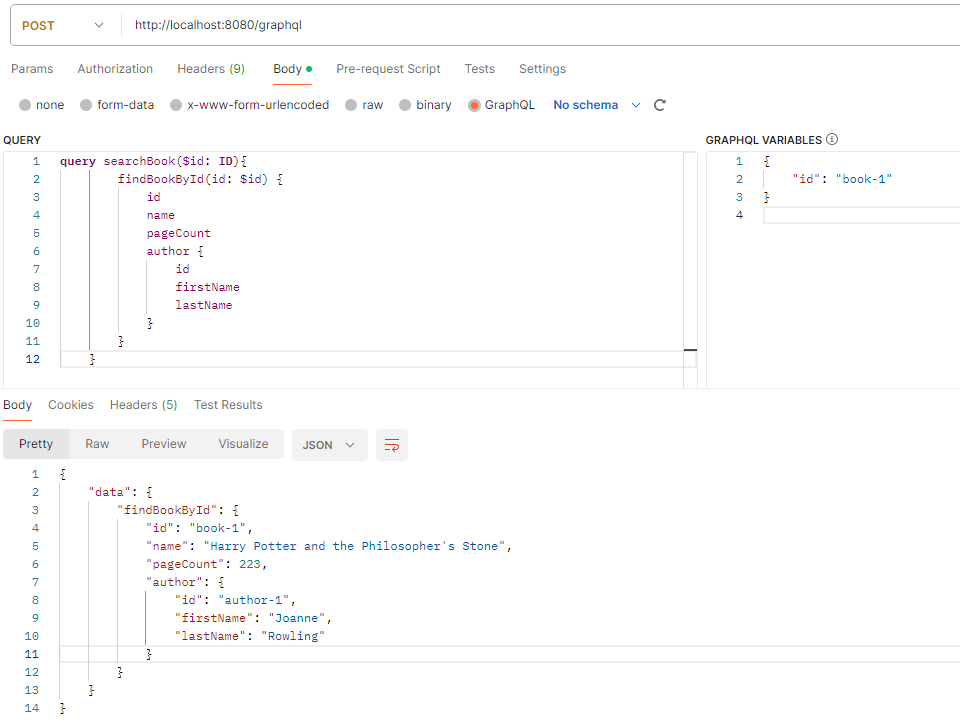 POST http://localhost:8080/graphql
Params Authorization Headers (9) Body Pre-request Script Tests Settings
none form-data x-www-form-urlencoded raw binary GraphQL No schema
QUERY
1 query searchBook($id: ID){
2 findBookById(id: $id) {
3 id
4 name
5 pageCount
6 author {
7 id
8 firstName
9 lastName
10 }
11 }
12 }
GRAPHQL VARIABLES
1 {
2 "id": "book-1"
3 }
4
Body Cookies Headers (5) Test Results
Pretty Raw Preview Visualize JSON
1 {
2 "data": {
3 "findBookById": {
4 "id": "book-1",
5 "name": "Harry Potter and the Philosopher's Stone",
6 "pageCount": 223,
7 "author": {
8 "id": "author-1",
9 "firstName": "Joanne",
10 "lastName": "Rowling"
11 }
12 }
13 }
14 }